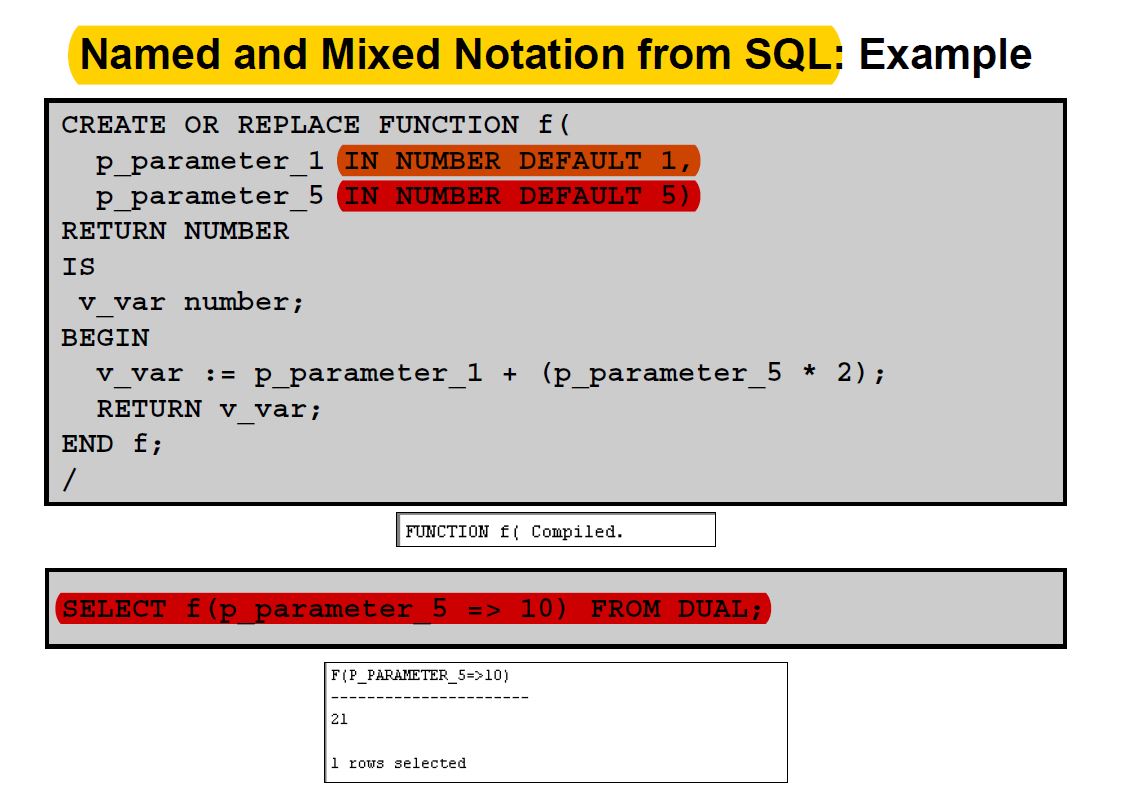 Named and Mixed Notation from SQL: Example
CREATE OR REPLACE FUNCTION f(
p_parameter_1 IN NUMBER DEFAULT 1,
p_parameter_5 IN NUMBER DEFAULT 5)
RETURN NUMBER
IS
v_var number;
BEGIN
v_var := p_parameter_1 + (p_parameter_5 * 2);
RETURN v_var;
END f;
/
FUNCTION f( Compiled.
SELECT f(p_parameter_5 => 10) FROM DUAL;
F(P_PARAMETER_5=>10)
----------------------
21
1 rows selected